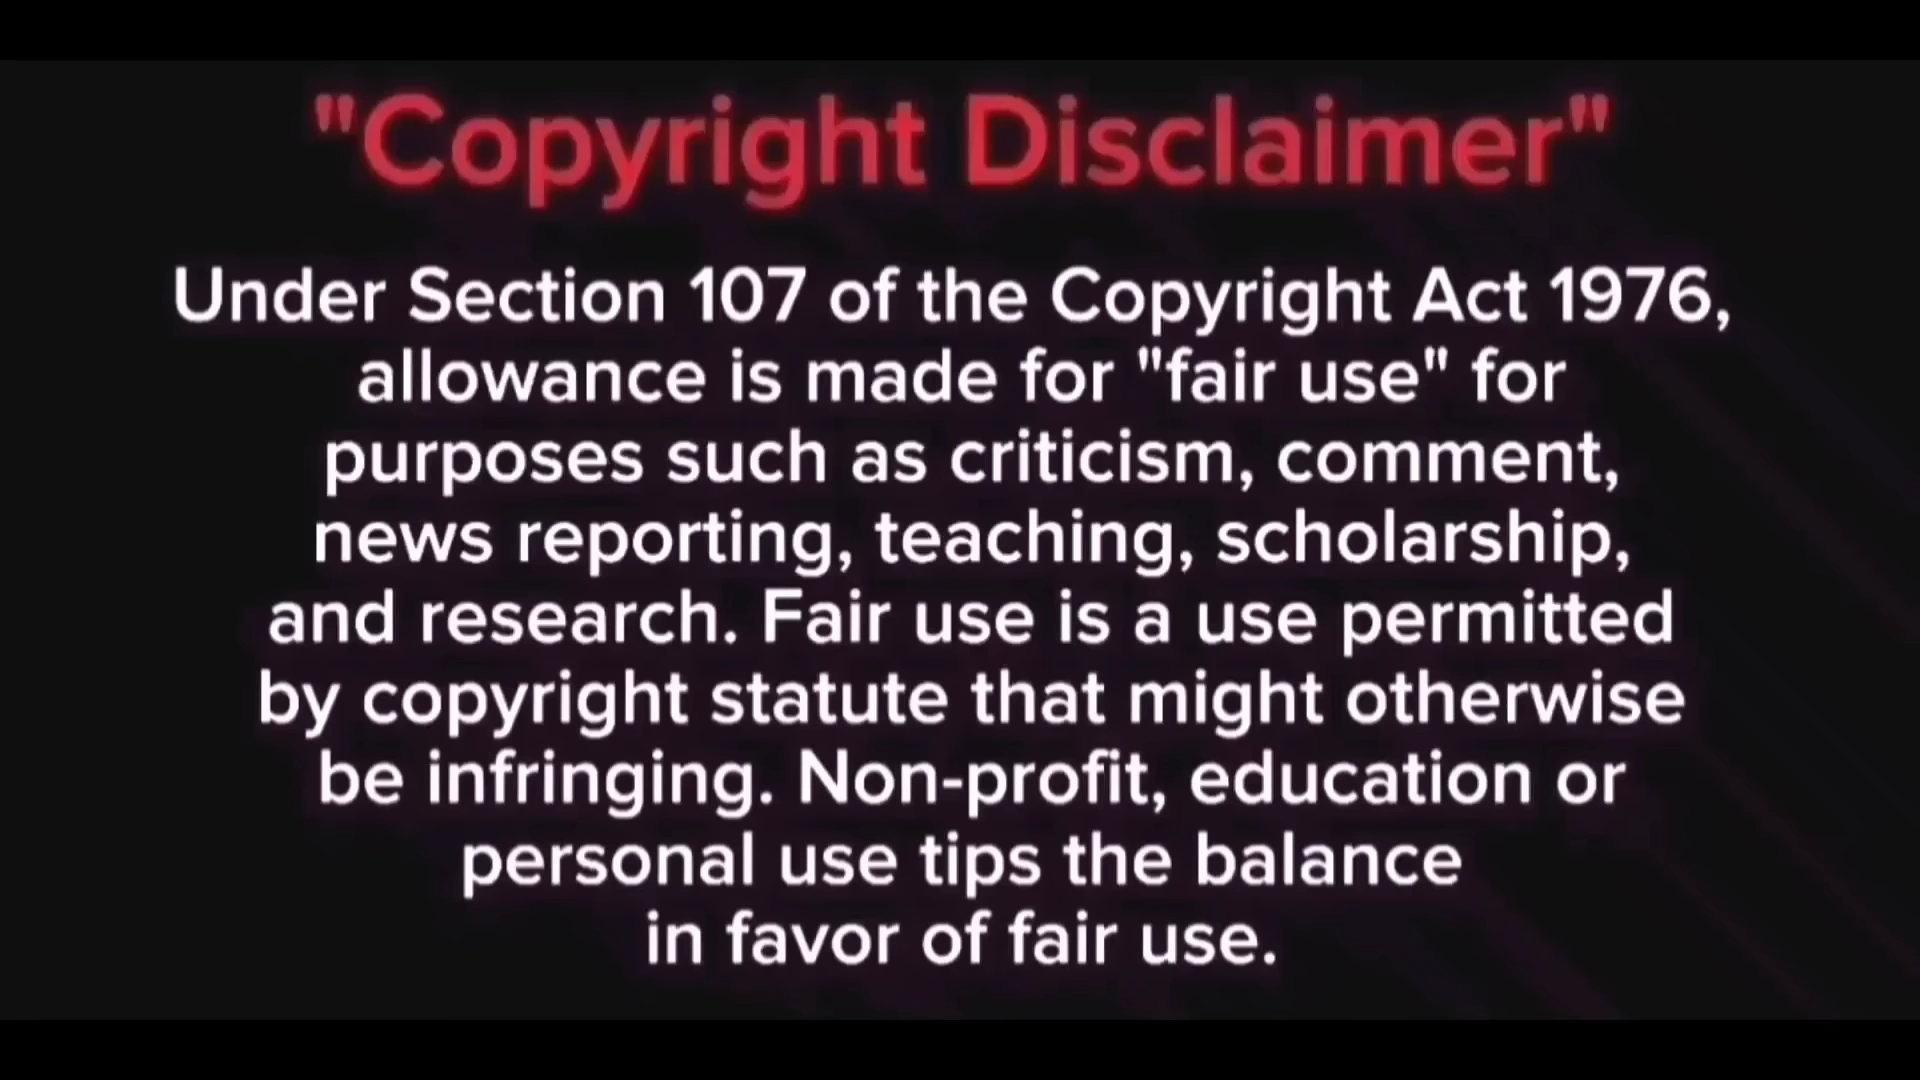 "Copyright Disclaimer"
Under Section 107 of the Copyright Act 1976,
allowance is made for "fair use" for
purposes such as criticism, comment,
news reporting, teaching, scholarship,
and research. Fair use is a use permitted
by copyright statute that might otherwise
be infringing. Non-profit, education or
personal use tips the balance
in favor of fair use.